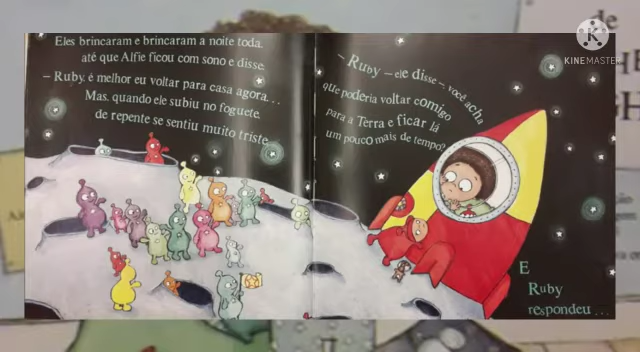 Eles brincaram e brincaram a noite toda,
até que Alfie ficou com sono e disse:
– Ruby, é melhor eu voltar para casa agora...
Mas, quando ele subiu no foguete,
de repente se sentiu muito triste.
– Ruby – ele disse –, você acha
que poderia voltar comigo
para a Terra e ficar lá
um pouco mais de tempo?
E
Ruby
respondeu...
de
KINEMASTER